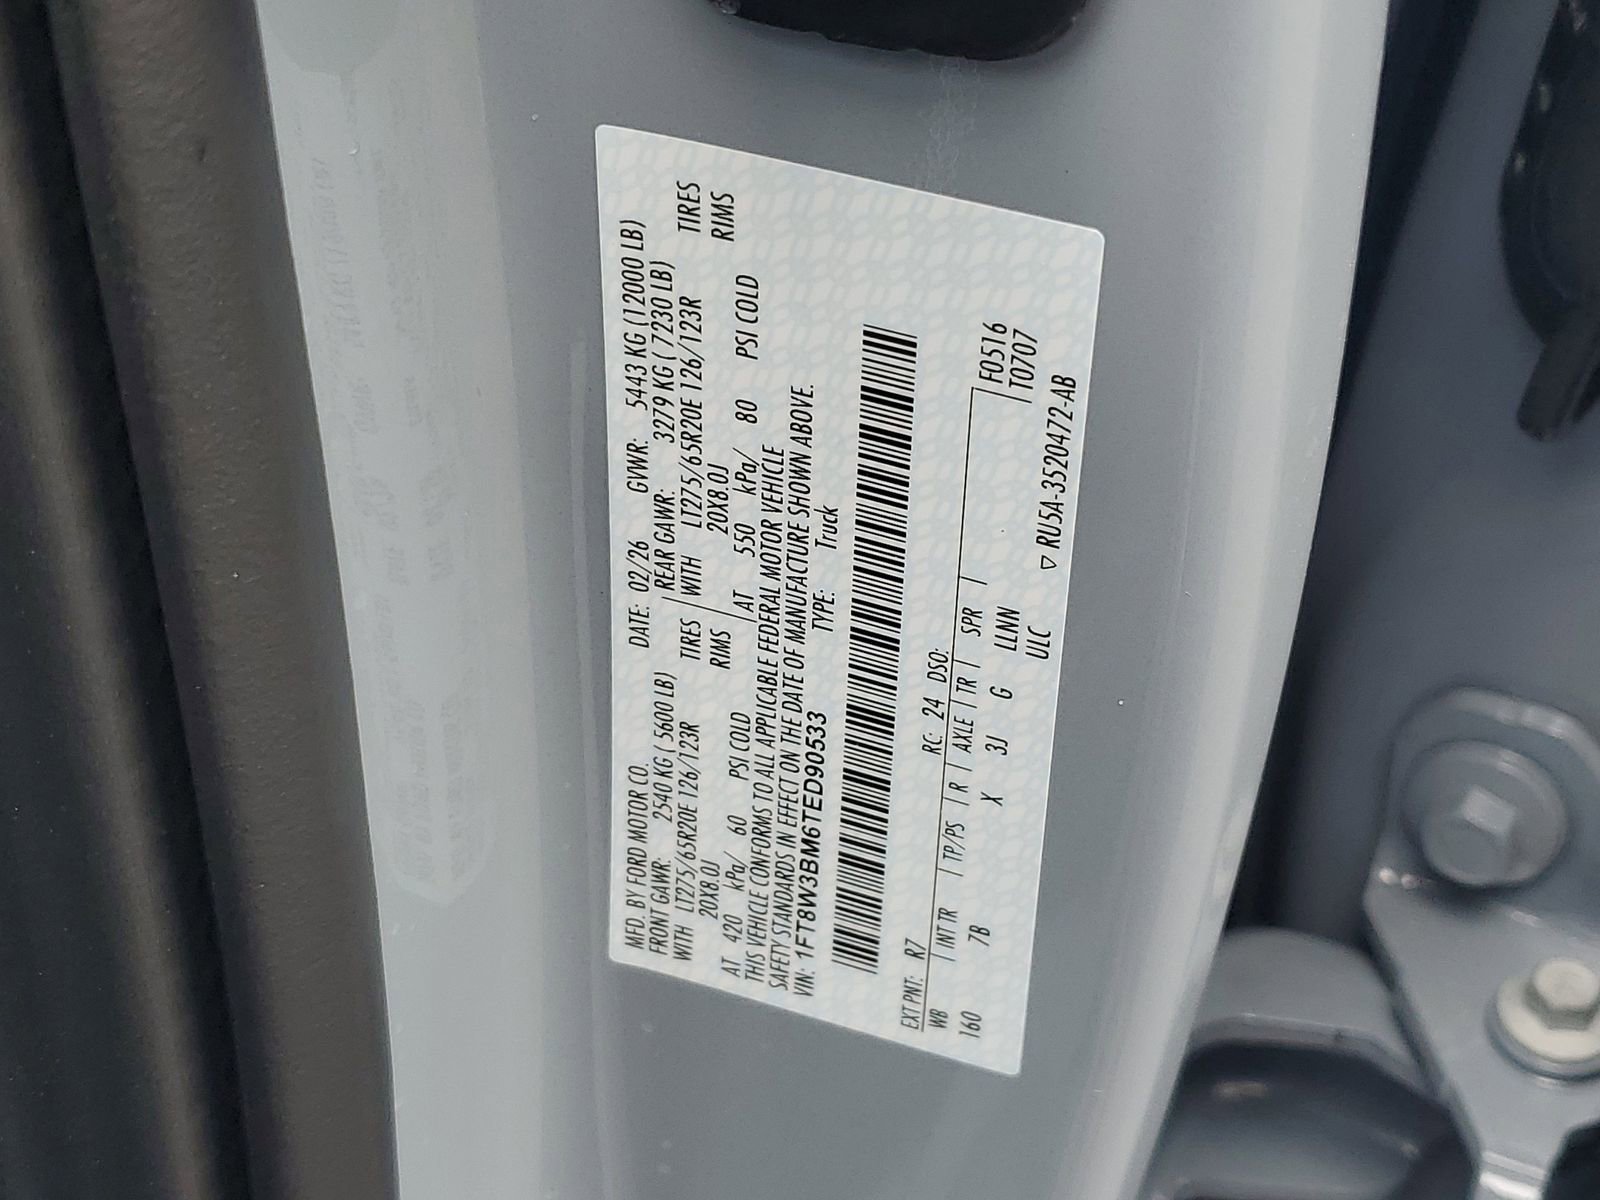 MFD. BY FORD MOTOR CO.
DATE: 02/26 GVWR: 5443 KG (12000 LB)
FRONT GAWR: 2540 KG ( 5600 LB)
REAR GAWR: 3279 KG ( 7230 LB)
WITH LT275/65R20E 126/123R TIRES
WITH LT275/65R20E 126/123R TIRES
20X8.0J RIMS
20X8.0J RIMS
AT 420 kPa/ 60 PSI COLD
AT 550 kPa/ 80 PSI COLD
THIS VEHICLE CONFORMS TO ALL APPLICABLE FEDERAL MOTOR VEHICLE
SAFETY STANDARDS IN EFFECT ON THE DATE OF MANUFACTURE SHOWN ABOVE.
VIN: 1FT8W3BM6TED90533 TYPE: Truck
EXT PNT: R7 RC: 24 DSO:
WB | INT TR | TP/PS | R | AXLE | TR | SPR | F0516
160 7B X 3J G LLNN T0707
ULC
▽ RU5A-3520472-AB